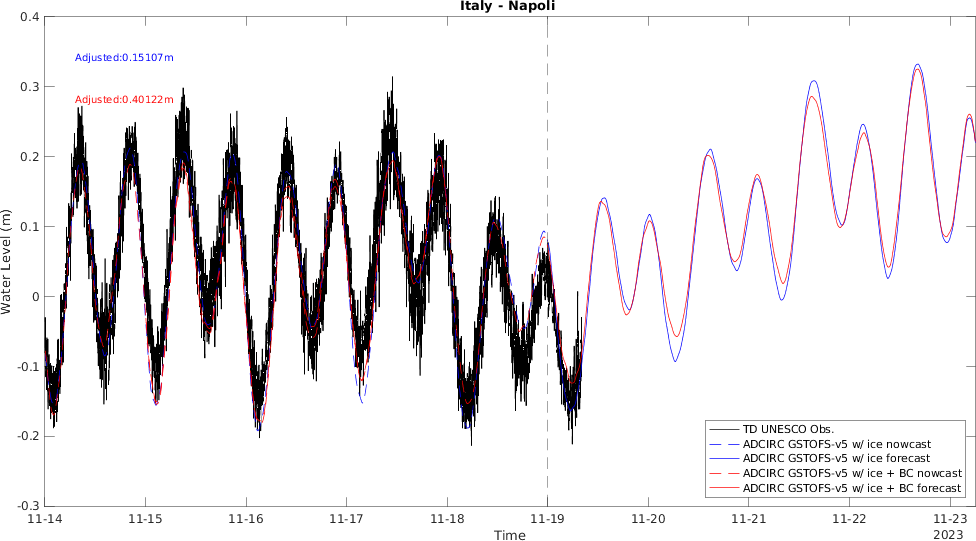 Italy - Napoli
Adjusted:0.15107m
Adjusted:0.40122m
Water Level (m)
0.4
0.3
0.2
0.1
0
-0.1
-0.2
-0.3
11-14
11-15
11-16
11-17
11-18
11-19
11-20
11-21
11-22
11-23
2023
Time
TD UNESCO Obs.
ADCIRC GSTOFS-v5 w/ ice nowcast
ADCIRC GSTOFS-v5 w/ ice forecast
ADCIRC GSTOFS-v5 w/ ice + BC nowcast
ADCIRC GSTOFS-v5 w/ ice + BC forecast